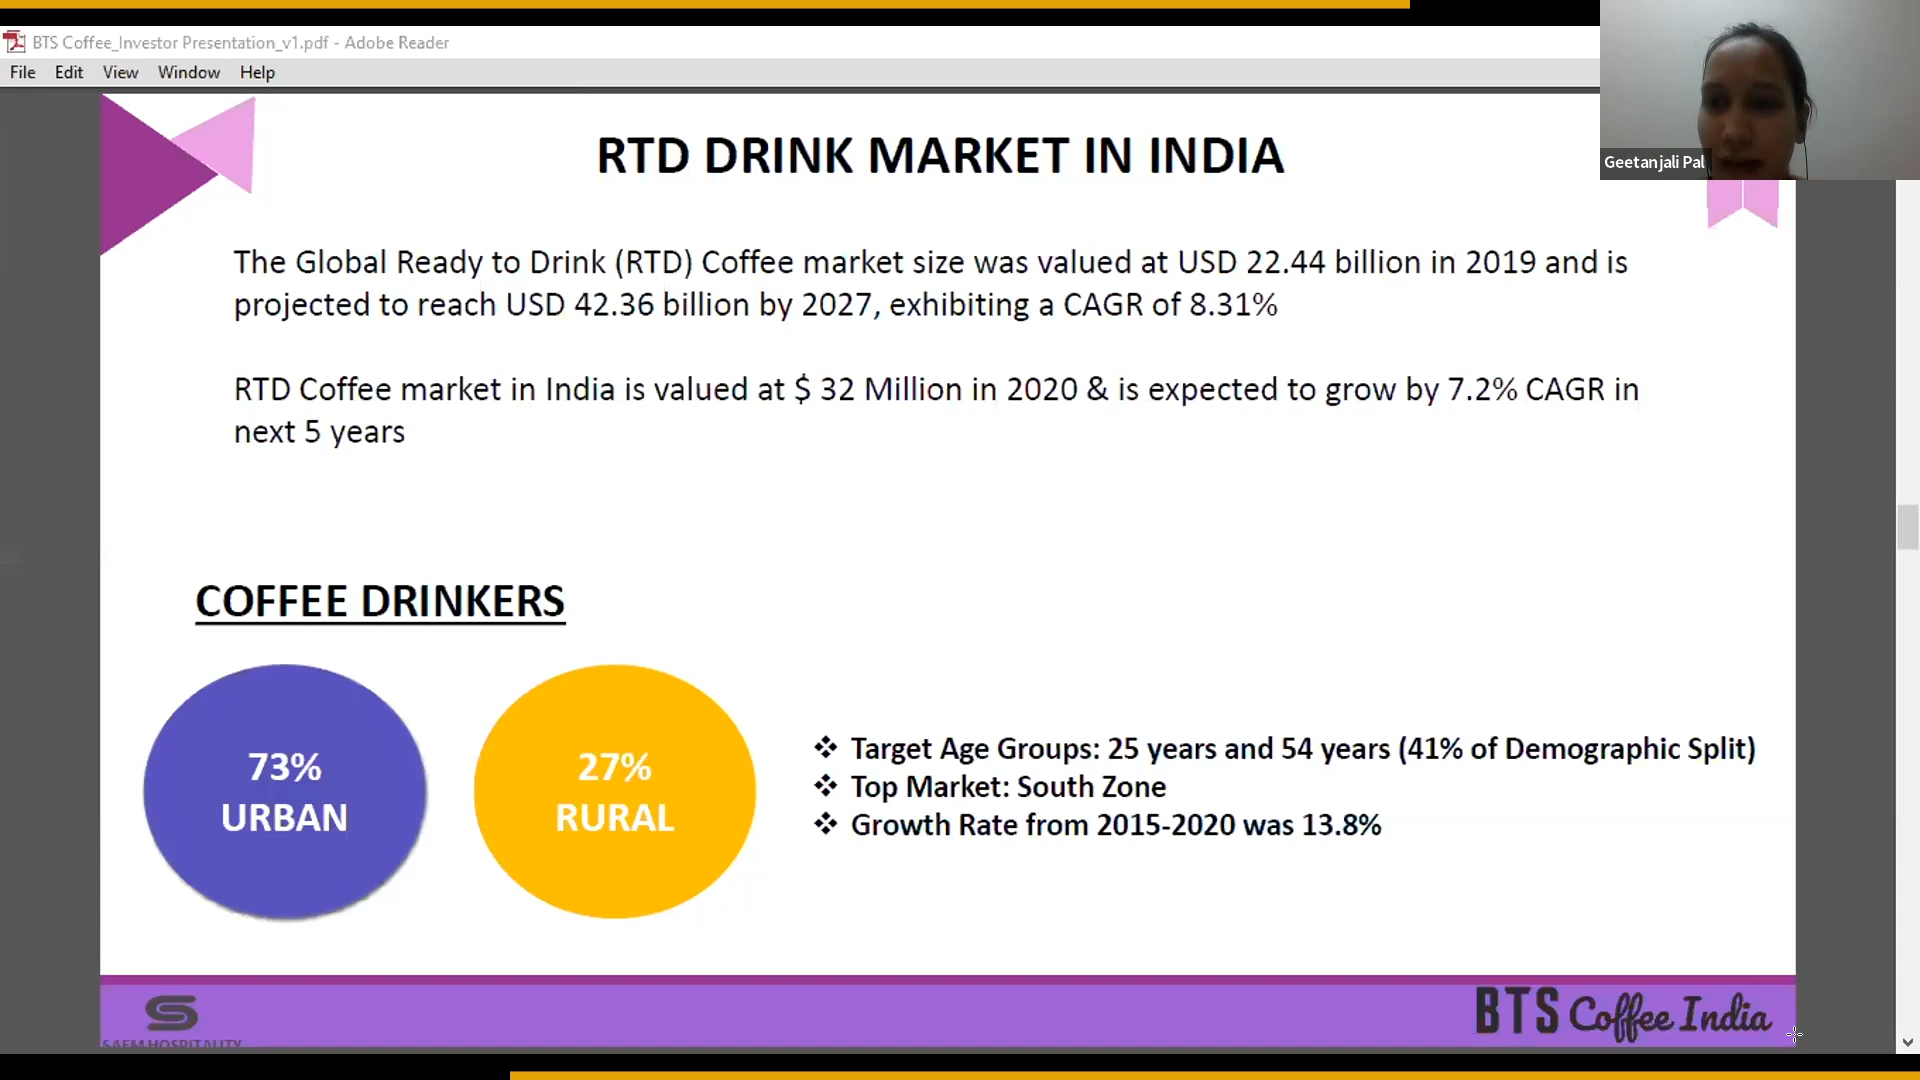 BTS Coffee_Investor Presentation_v1.pdf - Adobe Reader
File Edit View Window Help
Geetanjali Pal
RTD DRINK MARKET IN INDIA
The Global Ready to Drink (RTD) Coffee market size was valued at USD 22.44 billion in 2019 and is
projected to reach USD 42.36 billion by 2027, exhibiting a CAGR of 8.31%
RTD Coffee market in India is valued at $ 32 Million in 2020 & is expected to grow by 7.2% CAGR in
next 5 years
COFFEE DRINKERS
73%
URBAN
27%
RURAL
❖ Target Age Groups: 25 years and 54 years (41% of Demographic Split)
❖ Top Market: South Zone
❖ Growth Rate from 2015-2020 was 13.8%
SAFM HOSPITALITY
BTS Coffee India